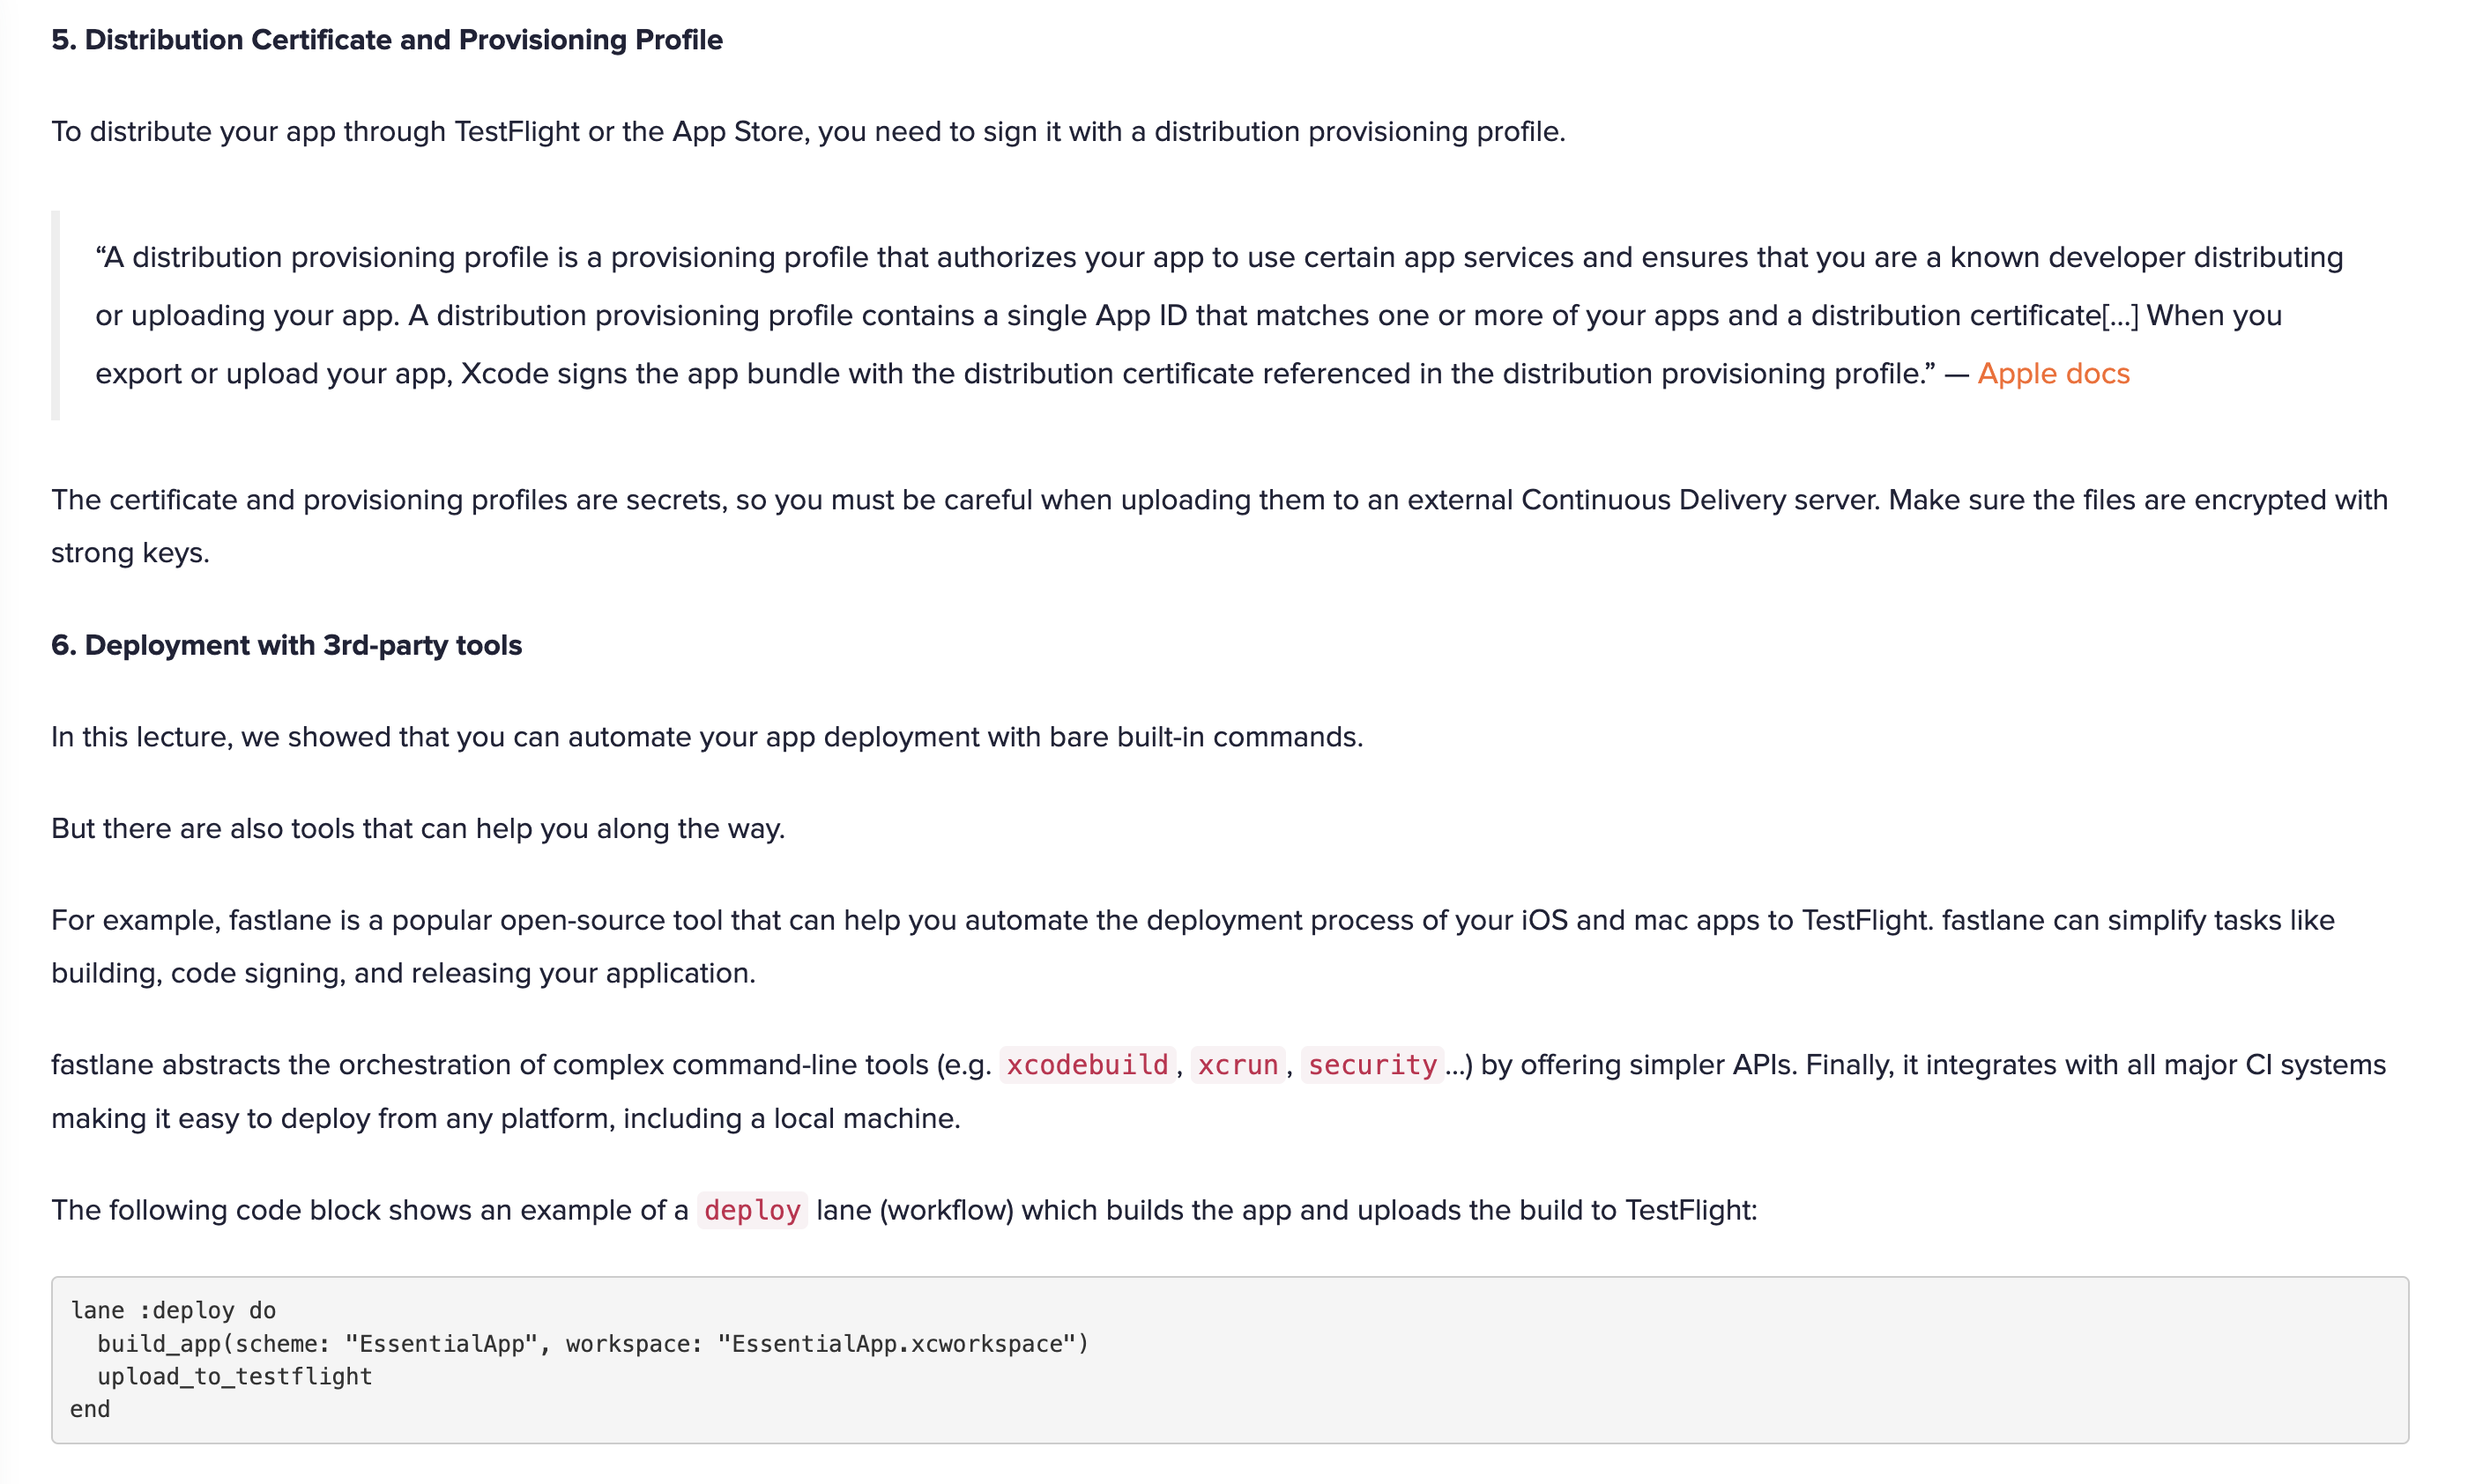 5. Distribution Certificate and Provisioning Profile
To distribute your app through TestFlight or the App Store, you need to sign it with a distribution provisioning profile.
“A distribution provisioning profile is a provisioning profile that authorizes your app to use certain app services and ensures that you are a known developer distributing
or uploading your app. A distribution provisioning profile contains a single App ID that matches one or more of your apps and a distribution certificate[...] When you
export or upload your app, Xcode signs the app bundle with the distribution certificate referenced in the distribution provisioning profile.” — Apple docs
The certificate and provisioning profiles are secrets, so you must be careful when uploading them to an external Continuous Delivery server. Make sure the files are encrypted with
strong keys.
6. Deployment with 3rd-party tools
In this lecture, we showed that you can automate your app deployment with bare built-in commands.
But there are also tools that can help you along the way.
For example, fastlane is a popular open-source tool that can help you automate the deployment process of your iOS and mac apps to TestFlight. fastlane can simplify tasks like
building, code signing, and releasing your application.
fastlane abstracts the orchestration of complex command-line tools (e.g. xcodebuild, xcrun, security...) by offering simpler APIs. Finally, it integrates with all major CI systems
making it easy to deploy from any platform, including a local machine.
The following code block shows an example of a deploy lane (workflow) which builds the app and uploads the build to TestFlight:
lane :deploy do
  build_app(scheme: "EssentialApp", workspace: "EssentialApp.xcworkspace")
  upload_to_testflight
end